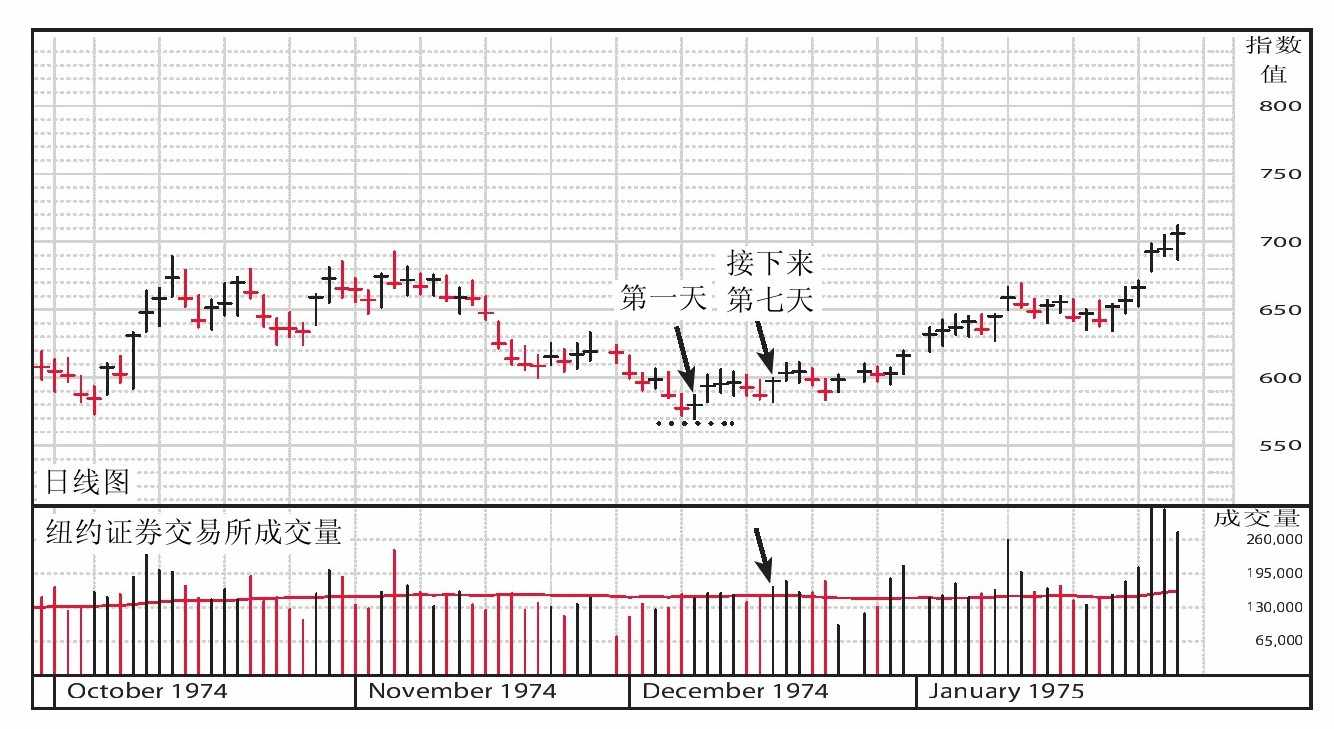 指数
值
800
750
700
接下来
第一天
第七天
650
600
550
日线图
纽约证券交易所成交量
成交量
260,000
195,000
130,000
65,000
October 1974
November 1974
December 1974
January 1975